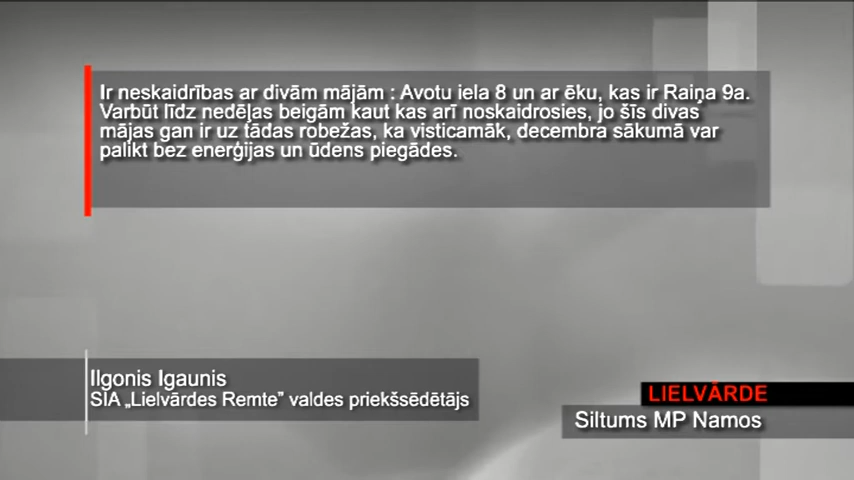 Ir neskaidrības ar divām mājām : Avotu iela 8 un ar ēku, kas ir Raiņa 9a.
Varbūt līdz nedēļas beigām kaut kas arī noskaidrosies, jo šīs divas
mājas gan ir uz tādas robežas, ka visticamāk, decembra sākumā var
palikt bez enerģijas un ūdens piegādes.
Ilgonis Igaunis
SIA „Lielvārdes Remte” valdes priekšsēdētājs
LIELVĀRDE
Siltums MP Namos